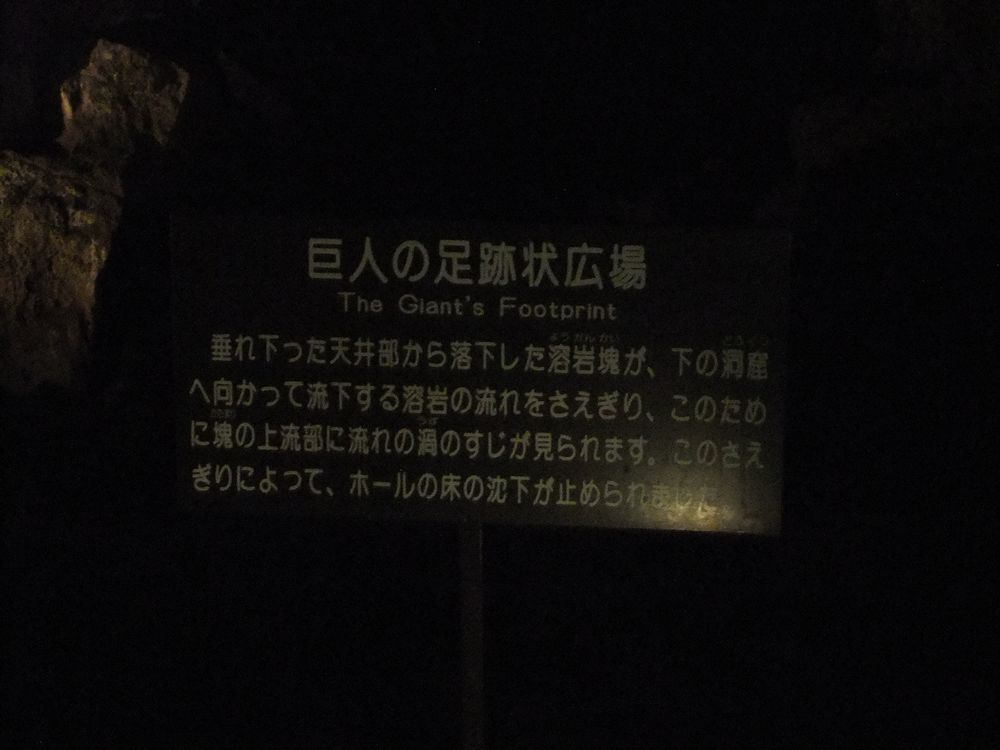 巨人の足跡状広場
The Giant's Footprint
垂れ下った天井部から落下した溶岩塊が、下の洞窟
へ向かって流下する溶岩の流れをさえぎり、このため
に塊の上流部に流れの渦のすじが見られます。このさえ
ぎりによって、ホールの床の沈下が止められました